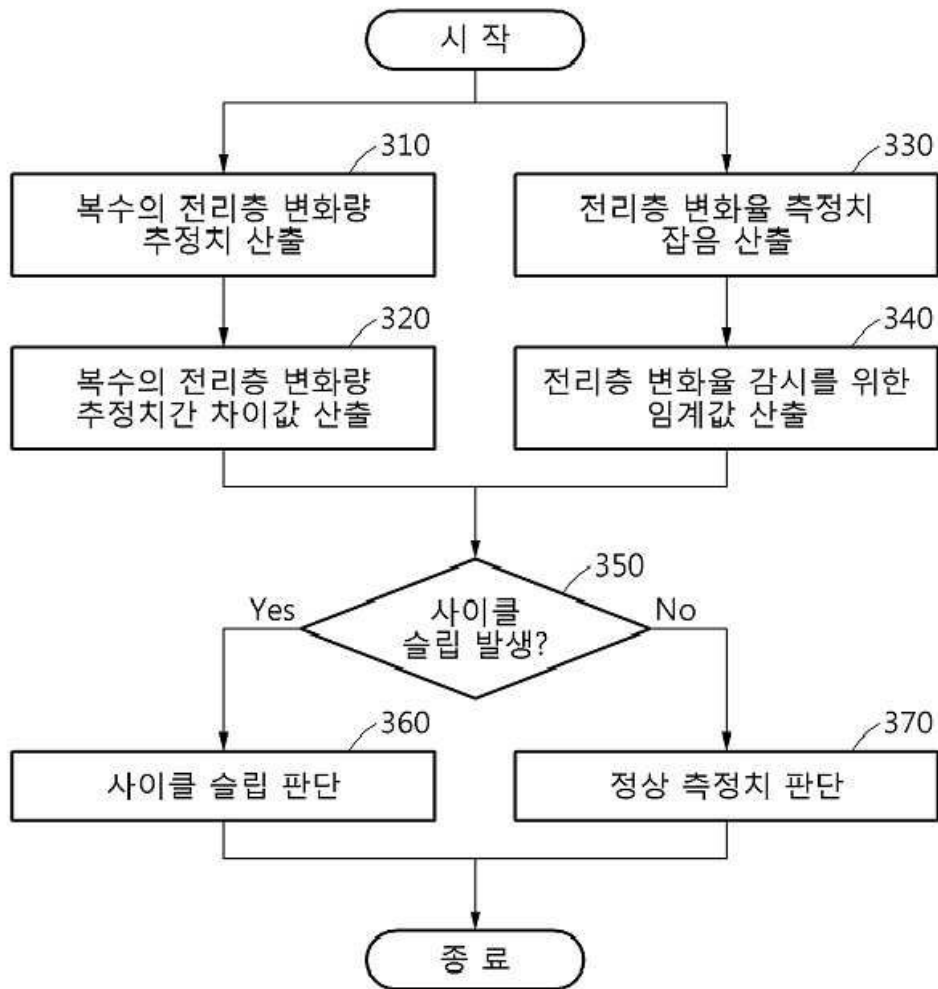 시 작
310
복수의 전리층 변화량
추정치 산출
330
전리층 변화율 측정치
잡음 산출
320
복수의 전리층 변화량
추정치간 차이값 산출
340
전리층 변화율 감시를 위한
임계값 산출
350
사이클
슬립 발생?
Yes
No
360
사이클 슬립 판단
370
정상 측정치 판단
종 료